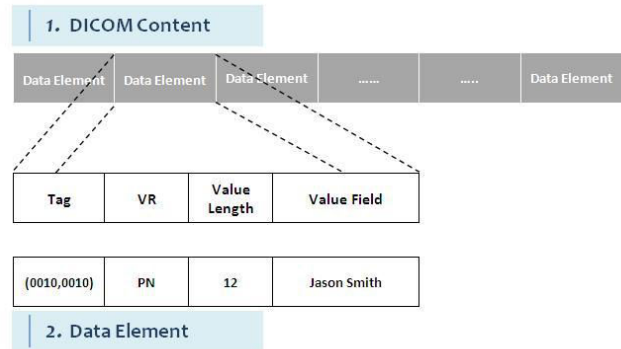 1. DICOM Content
Data Element Data Element Data Element ...... ..... Data Element
Tag VR Value Length Value Field
(0010,0010) PN 12 Jason Smith
2. Data Element